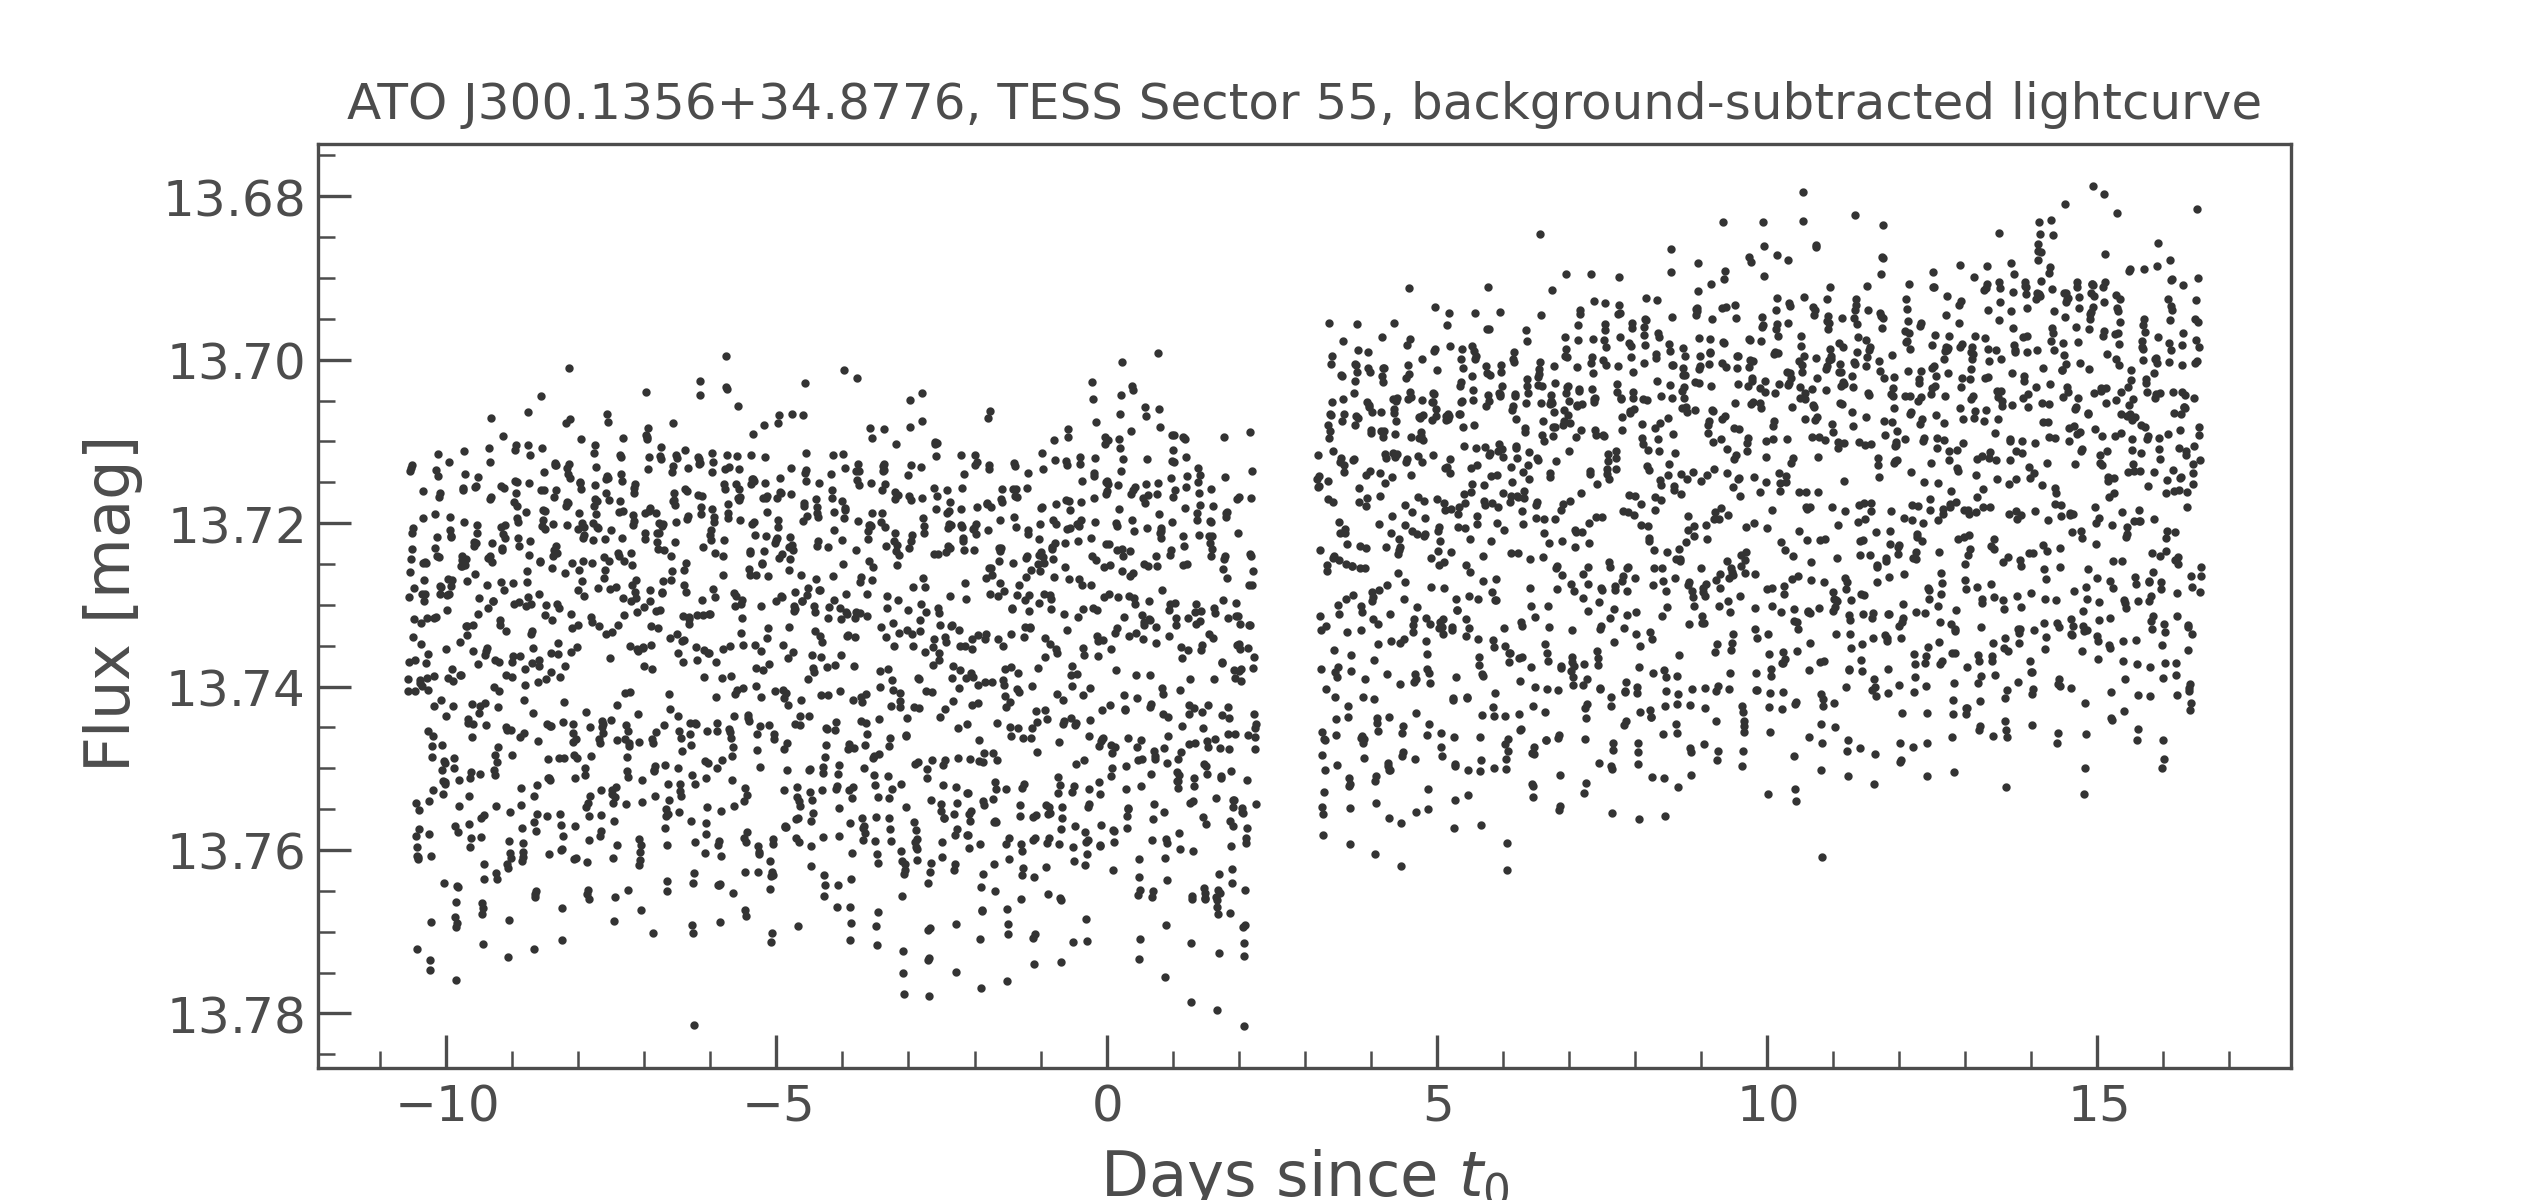 ATO J300.1356+34.8776, TESS Sector 55, background-subtracted lightcurve
Flux [mag]
13.68
13.70
13.72
13.74
13.76
13.78
−10 −5 0 5 10 15
Days since t0